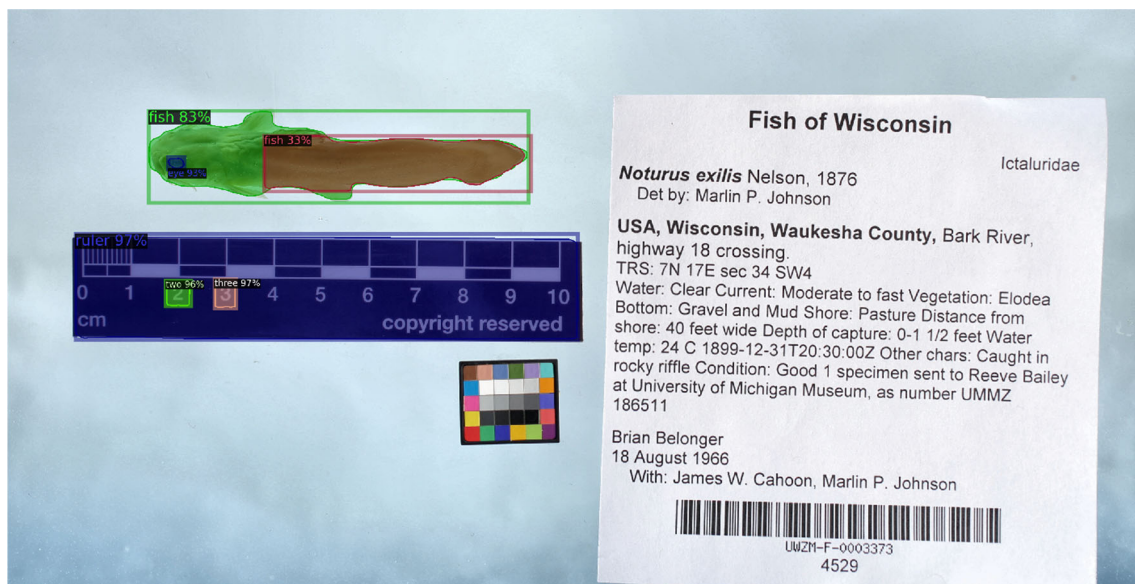 fish 83%
fish 33%
eye 93%
ruler 97%
two 96%
three 97%
0 1 2 3 4 5 6 7 8 9 10
cm
copyright reserved
Fish of Wisconsin
Ictaluridae
Noturus exilis Nelson, 1876
Det by: Marlin P. Johnson
USA, Wisconsin, Waukesha County, Bark River,
highway 18 crossing.
TRS: 7N 17E sec 34 SW4
Water: Clear Current: Moderate to fast Vegetation: Elodea
Bottom: Gravel and Mud Shore: Pasture Distance from
shore: 40 feet wide Depth of capture: 0-1 1/2 feet Water
temp: 24 C 1899-12-31T20:30:00Z Other chars: Caught in
rocky riffle Condition: Good 1 specimen sent to Reeve Bailey
at University of Michigan Museum, as number UMMZ
186511
Brian Belonger
18 August 1966
With: James W. Cahoon, Marlin P. Johnson
UWZM-F-0003373
4529